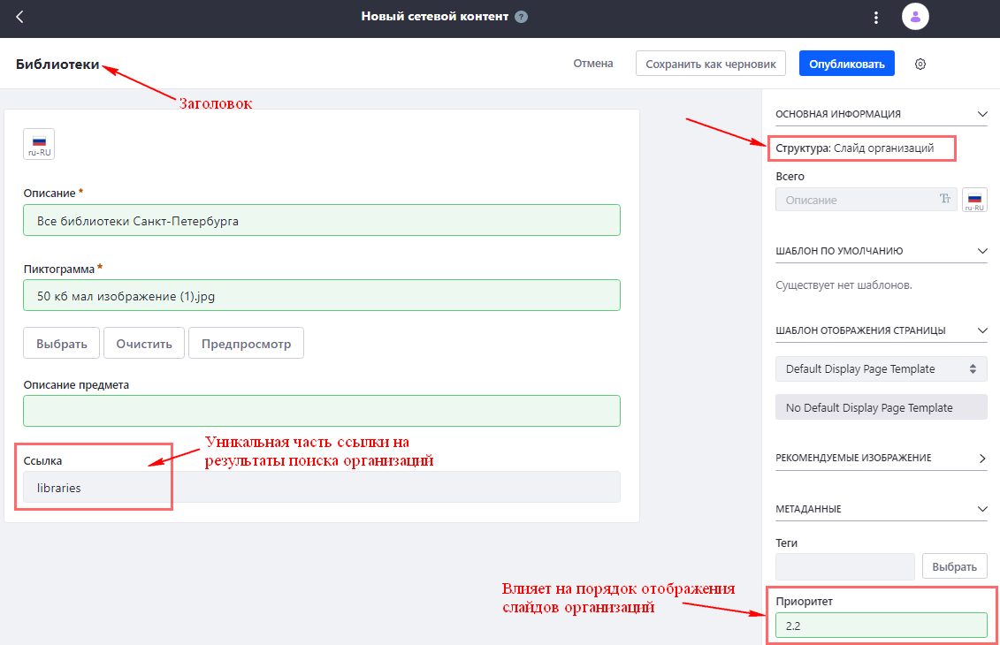 Новый сетевой контент ?
Библиотеки
Отмена
Сохранить как черновик
Опубликовать
Заголовок
ru-RU
Описание *
Все библиотеки Санкт-Петербурга
Пиктограмма *
50 кб мал изображение (1).jpg
Выбрать
Очистить
Предпросмотр
Описание предмета
Уникальная часть ссылки на
результаты поиска организаций
Ссылка
libraries
ОСНОВНАЯ ИНФОРМАЦИЯ
Структура: Слайд организаций
Всего
Описание
Тт
ru-RU
ШАБЛОН ПО УМОЛЧАНИЮ
Существует нет шаблонов.
ШАБЛОН ОТОБРАЖЕНИЯ СТРАНИЦЫ
Default Display Page Template
No Default Display Page Template
РЕКОМЕНДУЕМЫЕ ИЗОБРАЖЕНИЕ
МЕТАДАННЫЕ
Теги
Выбрать
Влияет на порядок отображения
слайдов организаций
Приоритет
2.2